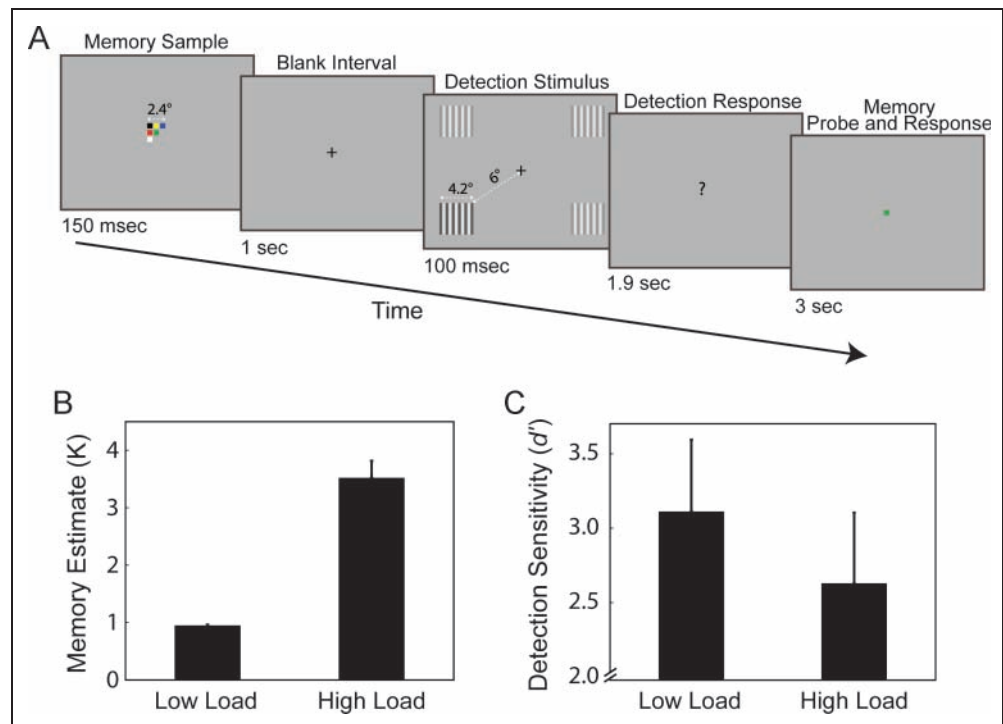 A
Memory Sample
Blank Interval
Detection Stimulus
Detection Response
Memory
Probe and Response
2.4°
+
4.2°
6°
+
?
150 msec
1 sec
100 msec
1.9 sec
3 sec
Time
B
Memory Estimate (K)
4
3
2
1
0
Low Load
High Load
C
Detection Sensitivity (d')
3.5
3.0
2.5
2.0
Low Load
High Load